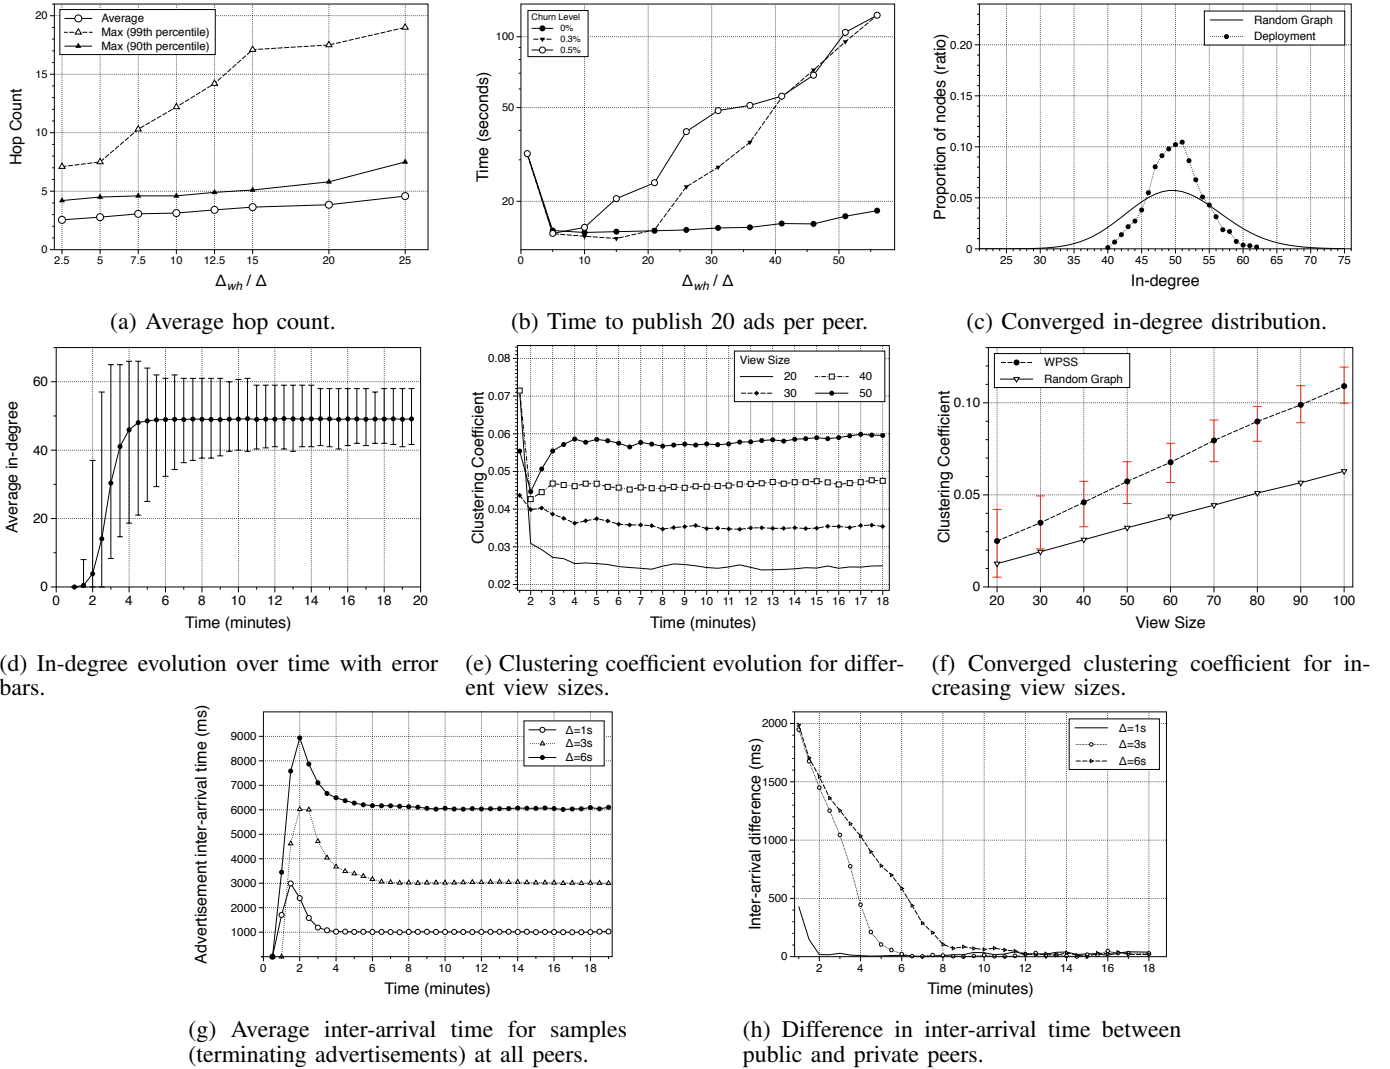 Average
Max (99th percentile)
Max (90th percentile)
Hop Count
20
15
10
5
0
2.5 5 7.5 10 12.5 15 20 25
Δwh / Δ
(a) Average hop count.
Churn Level
0%
0.3%
0.5%
Time (seconds)
100
50
20
0 10 20 30 40 50
Δwh / Δ
(b) Time to publish 20 ads per peer.
Random Graph
Deployment
Proportion of nodes (ratio)
0.20
0.15
0.10
0.05
0
25 30 35 40 45 50 55 60 65 70 75
In-degree
(c) Converged in-degree distribution.
Average in-degree
60
40
20
0
0 2 4 6 8 10 12 14 16 18 20
Time (minutes)
(d) In-degree evolution over time with error
bars.
View Size
20 40
30 50
Clustering Coefficient
0.08
0.07
0.06
0.05
0.04
0.03
0.02
2 3 4 5 6 7 8 9 10 11 12 13 14 15 16 17 18
Time (minutes)
(e) Clustering coefficient evolution for differ-
ent view sizes.
WPSS
Random Graph
Clustering Coefficient
0.10
0.05
0
20 30 40 50 60 70 80 90 100
View Size
(f) Converged clustering coefficient for in-
creasing view sizes.
Δ=1s
Δ=3s
Δ=6s
Advertisement inter-arrival time (ms)
9000
8000
7000
6000
5000
4000
3000
2000
1000
0 2 4 6 8 10 12 14 16 18
Time (minutes)
(g) Average inter-arrival time for samples
(terminating advertisements) at all peers.
Δ=1s
Δ=3s
Δ=6s
Inter-arrival difference (ms)
2000
1500
1000
500
0
2 4 6 8 10 12 14 16 18
Time (minutes)
(h) Difference in inter-arrival time between
public and private peers.